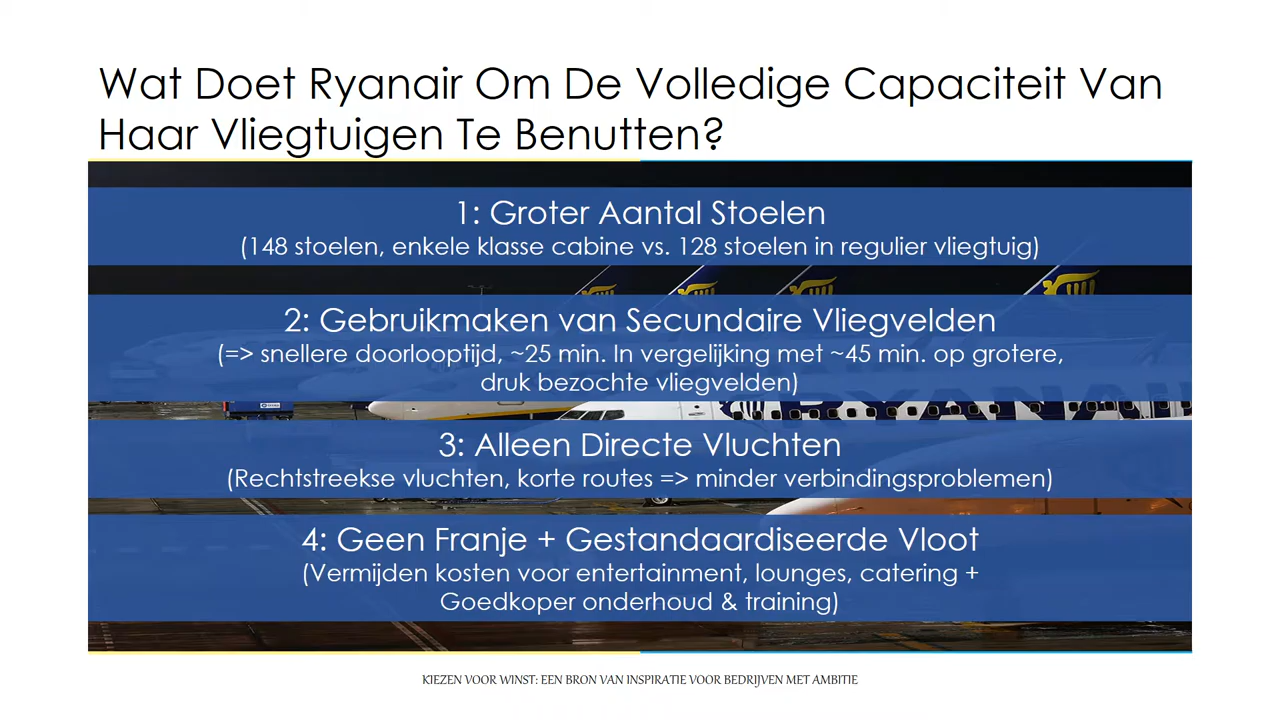 Wat Doet Ryanair Om De Volledige Capaciteit Van
Haar Vliegtuigen Te Benutten?
1: Groter Aantal Stoelen
(148 stoelen, enkele klasse cabine vs. 128 stoelen in regulier vliegtuig)
2: Gebruikmaken van Secundaire Vliegvelden
(=> snellere doorlooptijd, ~25 min. In vergelijking met ~45 min. op grotere,
druk bezochte vliegvelden)
RYANAIR
3: Alleen Directe Vluchten
(Rechtstreekse vluchten, korte routes => minder verbindingsproblemen)
4: Geen Franje + Gestandaardiseerde Vloot
(Vermijden kosten voor entertainment, lounges, catering +
Goedkoper onderhoud & training)
KIEZEN VOOR WINST: EEN BRON VAN INSPIRATIE VOOR BEDRIJVEN MET AMBITIE